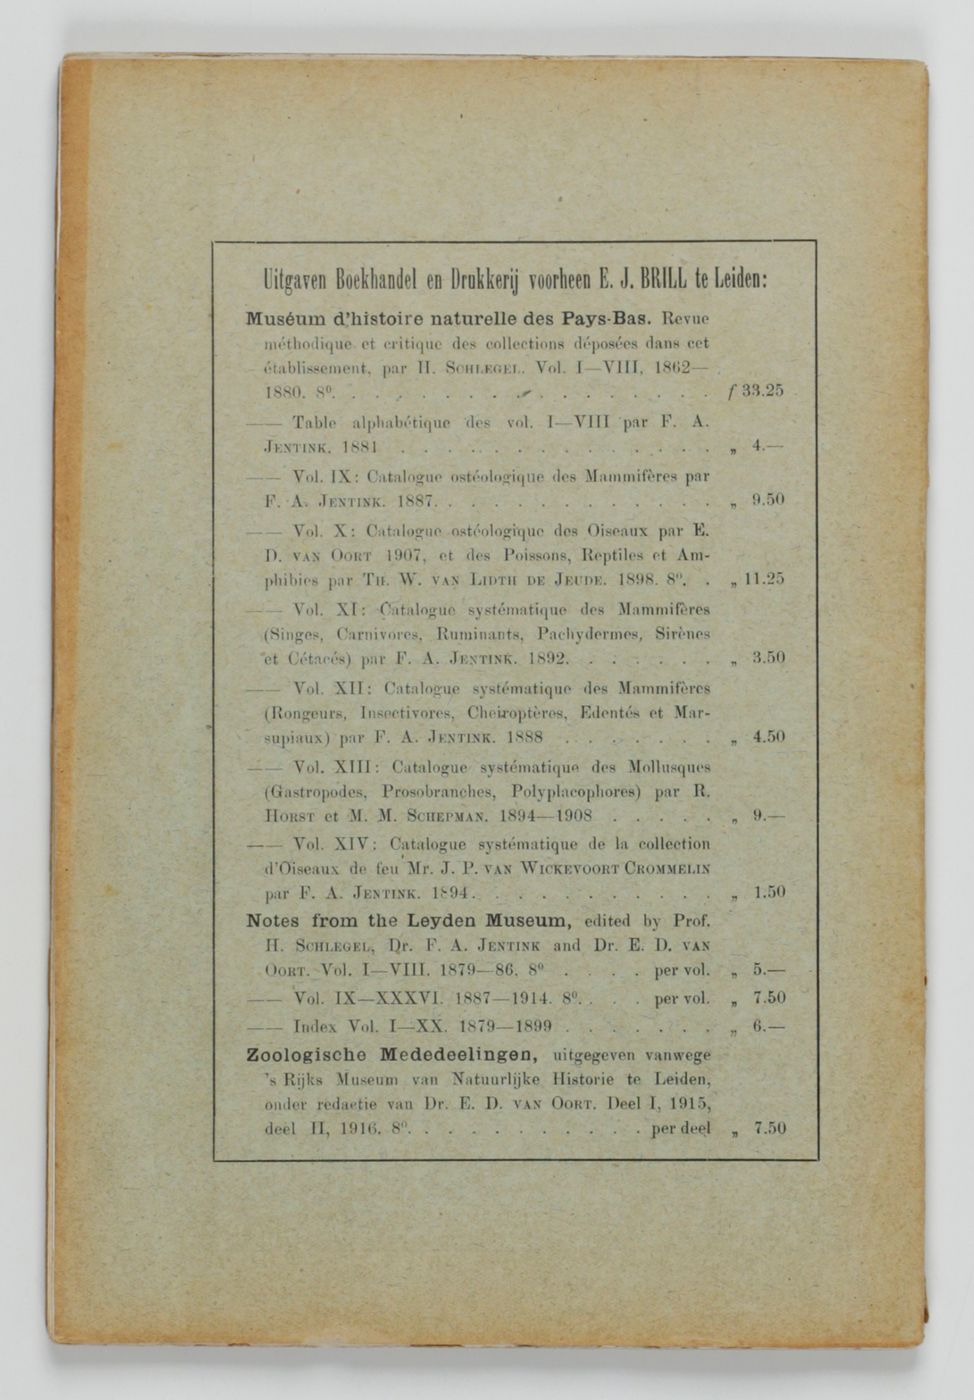 Uitgaven Boekhandel en Drukkerij voorheen E. J. BRILL te Leiden:
Muséum d'histoire naturelle des Pays-Bas. Revue
méthodique et critique des collections déposées dans cet
établissement, par H. Schlegel. Vol. I—VIII, 1862—
1880. 8⁰. . . . . . . . . . . . . . . . ƒ 33.25
—— Table alphabétique des vol. I—VIII par F. A.
Jentink. 1881 . . . . . . . . . . . . . . „ 4.—
—— Vol. IX: Catalogue ostéologique des Mammifères par
F. A. Jentink. 1887. . . . . . . . . . . . „ 9.50
—— Vol. X: Catalogue ostéologique des Oiseaux par E.
D. van Oort 1907, et des Poissons, Reptiles et Am-
phibies par Th. W. van Lidth de Jeude. 1898. 8⁰. . „ 11.25
—— Vol. XI: Catalogue systématique des Mammifères
(Singes, Carnivores, Ruminants, Pachydermes, Sirènes
et Cétacés) par F. A. Jentink. 1892. . . . . . . „ 3.50
—— Vol. XII: Catalogue systématique des Mammifères
(Rongeurs, Insectivores, Cheiroptères, Edentés et Mar-
supiaux) par F. A. Jentink. 1888 . . . . . . . „ 4.50
—— Vol. XIII: Catalogue systématique des Mollusques
(Gastropodes, Prosobranches, Polyplacophores) par R.
Horst et M. M. Schepman. 1894—1908 . . . . . „ 9.—
—— Vol. XIV: Catalogue systématique de la collection
d'Oiseaux de feu Mr. J. P. van Wickevoort Crommelin
par F. A. Jentink. 1894. . . . . . . . . . . „ 1.50
Notes from the Leyden Museum, edited by Prof.
H. Schlegel, Dr. F. A. Jentink and Dr. E. D. van
Oort. Vol. I—VIII. 1879—86. 8⁰ . . . . per vol. „ 5.—
—— Vol. IX—XXXVI. 1887—1914. 8⁰. . . . per vol. „ 7.50
—— Index Vol. I—XX. 1879—1899 . . . . . . . „ 6.—
Zoologische Mededeelingen, uitgegeven vanwege
's Rijks Museum van Natuurlijke Historie te Leiden,
onder redactie van Dr. E. D. van Oort. Deel I, 1915,
deel II, 1916. 8⁰. . . . . . . . . . . . per deel „ 7.50